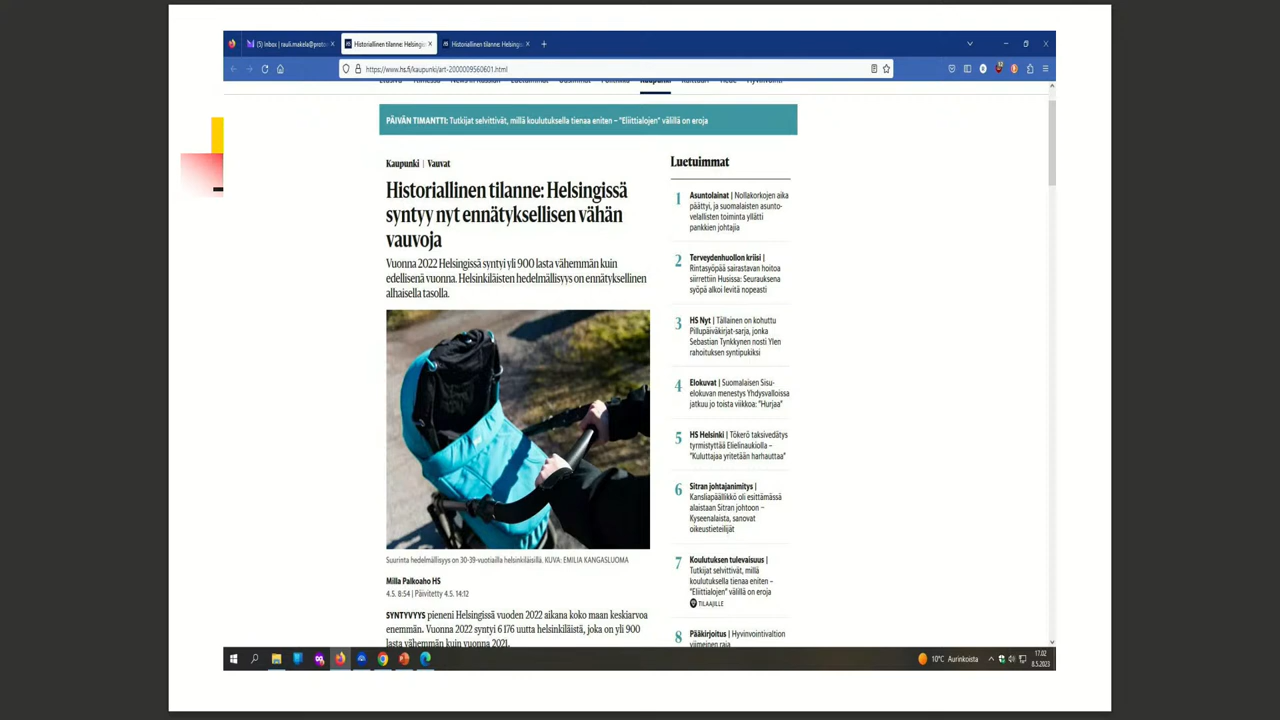 (5) Inbox | rauli.makela@proto
Historiallinen tilanne: Helsingis
Historiallinen tilanne: Helsingis
https://www.hs.fi/kaupunki/art-2000009560601.html
PÄIVÄN TIMANTTI: Tutkijat selvittivät, millä koulutuksella tienaa eniten – "Eliittialojen" välillä on eroja
Kaupunki | Vauvat
Historiallinen tilanne: Helsingissä
syntyy nyt ennätyksellisen vähän
vauvoja
Vuonna 2022 Helsingissä syntyi yli 900 lasta vähemmän kuin
edellisenä vuonna. Helsinkiläisten hedelmällisyys on ennätyksellinen
alhaisella tasolla.
Suurinta hedelmällisyys on 30-39-vuotiailla helsinkiläisillä. KUVA: EMILIA KANGASLUOMA
Milla Palkoaho HS
4.5. 8:54 | Päivitetty 4.5. 14:12
SYNTYVYYS pieneni Helsingissä vuoden 2022 aikana koko maan keskiarvoa
enemmän. Vuonna 2022 syntyi 6 176 uutta helsinkiläistä, joka on yli 900
lasta vähemmän kuin vuonna 2021.
Luetuimmat
1 Asuntolainat | Nollakorkojen aika
päättyi, ja suomalaisten asunto-
velallisten toiminta yllätti
pankkien johtajia
2 Terveydenhuollon kriisi |
Rintasyöpää sairastavan hoitoa
siirrettiin Husissa: Seurauksena
syöpä alkoi levitä nopeasti
3 HS Nyt | Tällainen on kohuttu
Pillupäiväkirjat-sarja, jonka
Sebastian Tynkkynen nosti Ylen
rahoituksen syntipukiksi
4 Elokuvat | Suomalaisen Sisu-
elokuvan menestys Yhdysvalloissa
jatkuu jo toista viikkoa: "Hurjaa"
5 HS Helsinki | Tökerö taksivedätys
tyrmistyttää Elielinaukiolla –
"Kuluttajaa yritetään harhauttaa"
6 Sitran johtajanimitys |
Kansliapäällikkö oli esittämässä
alaistaan Sitran johtoon –
Kyseenalaista, sanovat
oikeustieteilijät
7 Koulutuksen tulevaisuus |
Tutkijat selvittivät, millä
koulutuksella tienaa eniten –
"Eliittialojen" välillä on eroja
TILAAJILLE
8 Pääkirjoitus | Hyvinvointivaltion
viimeinen raja
10°C Aurinkoista
17.02
8.5.2023